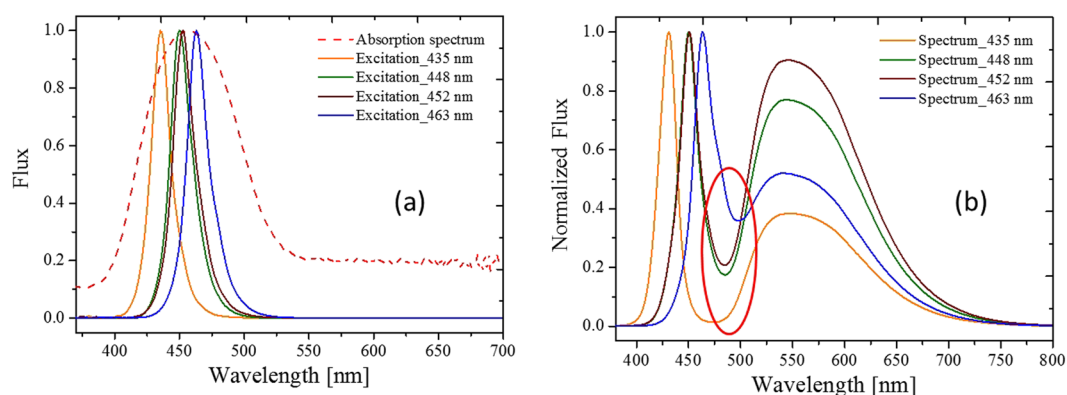 Flux
1.0
0.8
0.6
0.4
0.2
0.0
400
450
500
550
600
650
700
Wavelength [nm]
Absorption spectrum
Excitation_435 nm
Excitation_448 nm
Excitation_452 nm
Excitation_463 nm
(a)
Normalized Flux
1.0
0.8
0.6
0.4
0.2
0.0
400
450
500
550
600
650
700
750
800
Wavelength [nm]
Spectrum_435 nm
Spectrum_448 nm
Spectrum_452 nm
Spectrum_463 nm
(b)